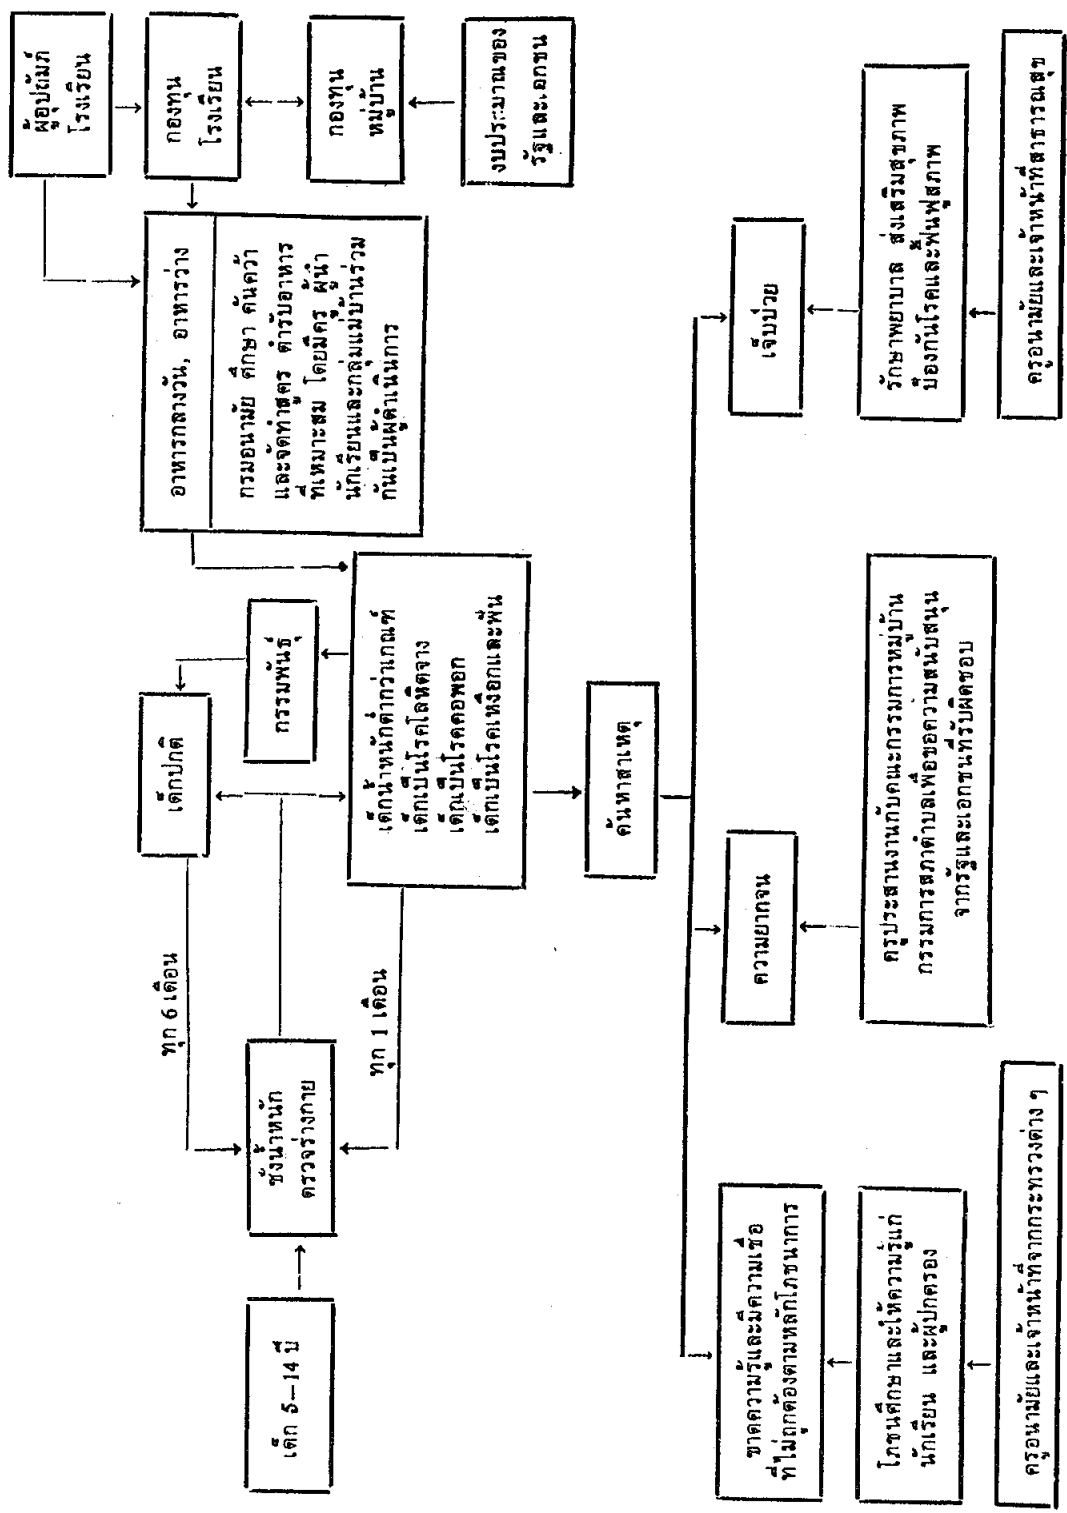 เด็ก 5–14 ปี
ชั่งน้ำหนัก
ตรวจร่างกาย
ทุก 6 เดือน
ทุก 1 เดือน
เด็กปกติ
กรรมพันธุ์
เด็กน้ำหนักต่ำกว่าเกณฑ์
เด็กเป็นโรคโลหิตจาง
เด็กเป็นโรคคอพอก
เด็กเป็นโรคเหงือกและฟัน
อาหารกลางวัน, อาหารว่าง
กรมอนามัย ศึกษา ค้นคว้า
และจัดทำสูตร ตำรับอาหาร
ที่เหมาะสม โดยมีครู ผู้นำ
นักเรียนและกลุ่มแม่บ้านร่วม
กันเป็นผู้ดำเนินการ
ผู้อุปถัมภ์
โรงเรียน
กองทุน
โรงเรียน
กองทุน
หมู่บ้าน
งบประมาณของ
รัฐและเอกชน
ค้นหาสาเหตุ
ขาดความรู้และมีความเชื่อ
ที่ไม่ถูกต้องตามหลักโภชนาการ
โภชนศึกษาและให้ความรู้แก่
นักเรียน และผู้ปกครอง
ครูอนามัยและเจ้าหน้าที่จากกระทรวงต่าง ๆ
ความยากจน
ครูประสานงานกับคณะกรรมการหมู่บ้าน
กรรมการสภาตำบลเพื่อขอความสนับสนุน
จากรัฐและเอกชนที่รับผิดชอบ
เจ็บป่วย
รักษาพยาบาล ส่งเสริมสุขภาพ
ป้องกันโรคและฟื้นฟูสภาพ
ครูอนามัยและเจ้าหน้าที่สาธารณสุข